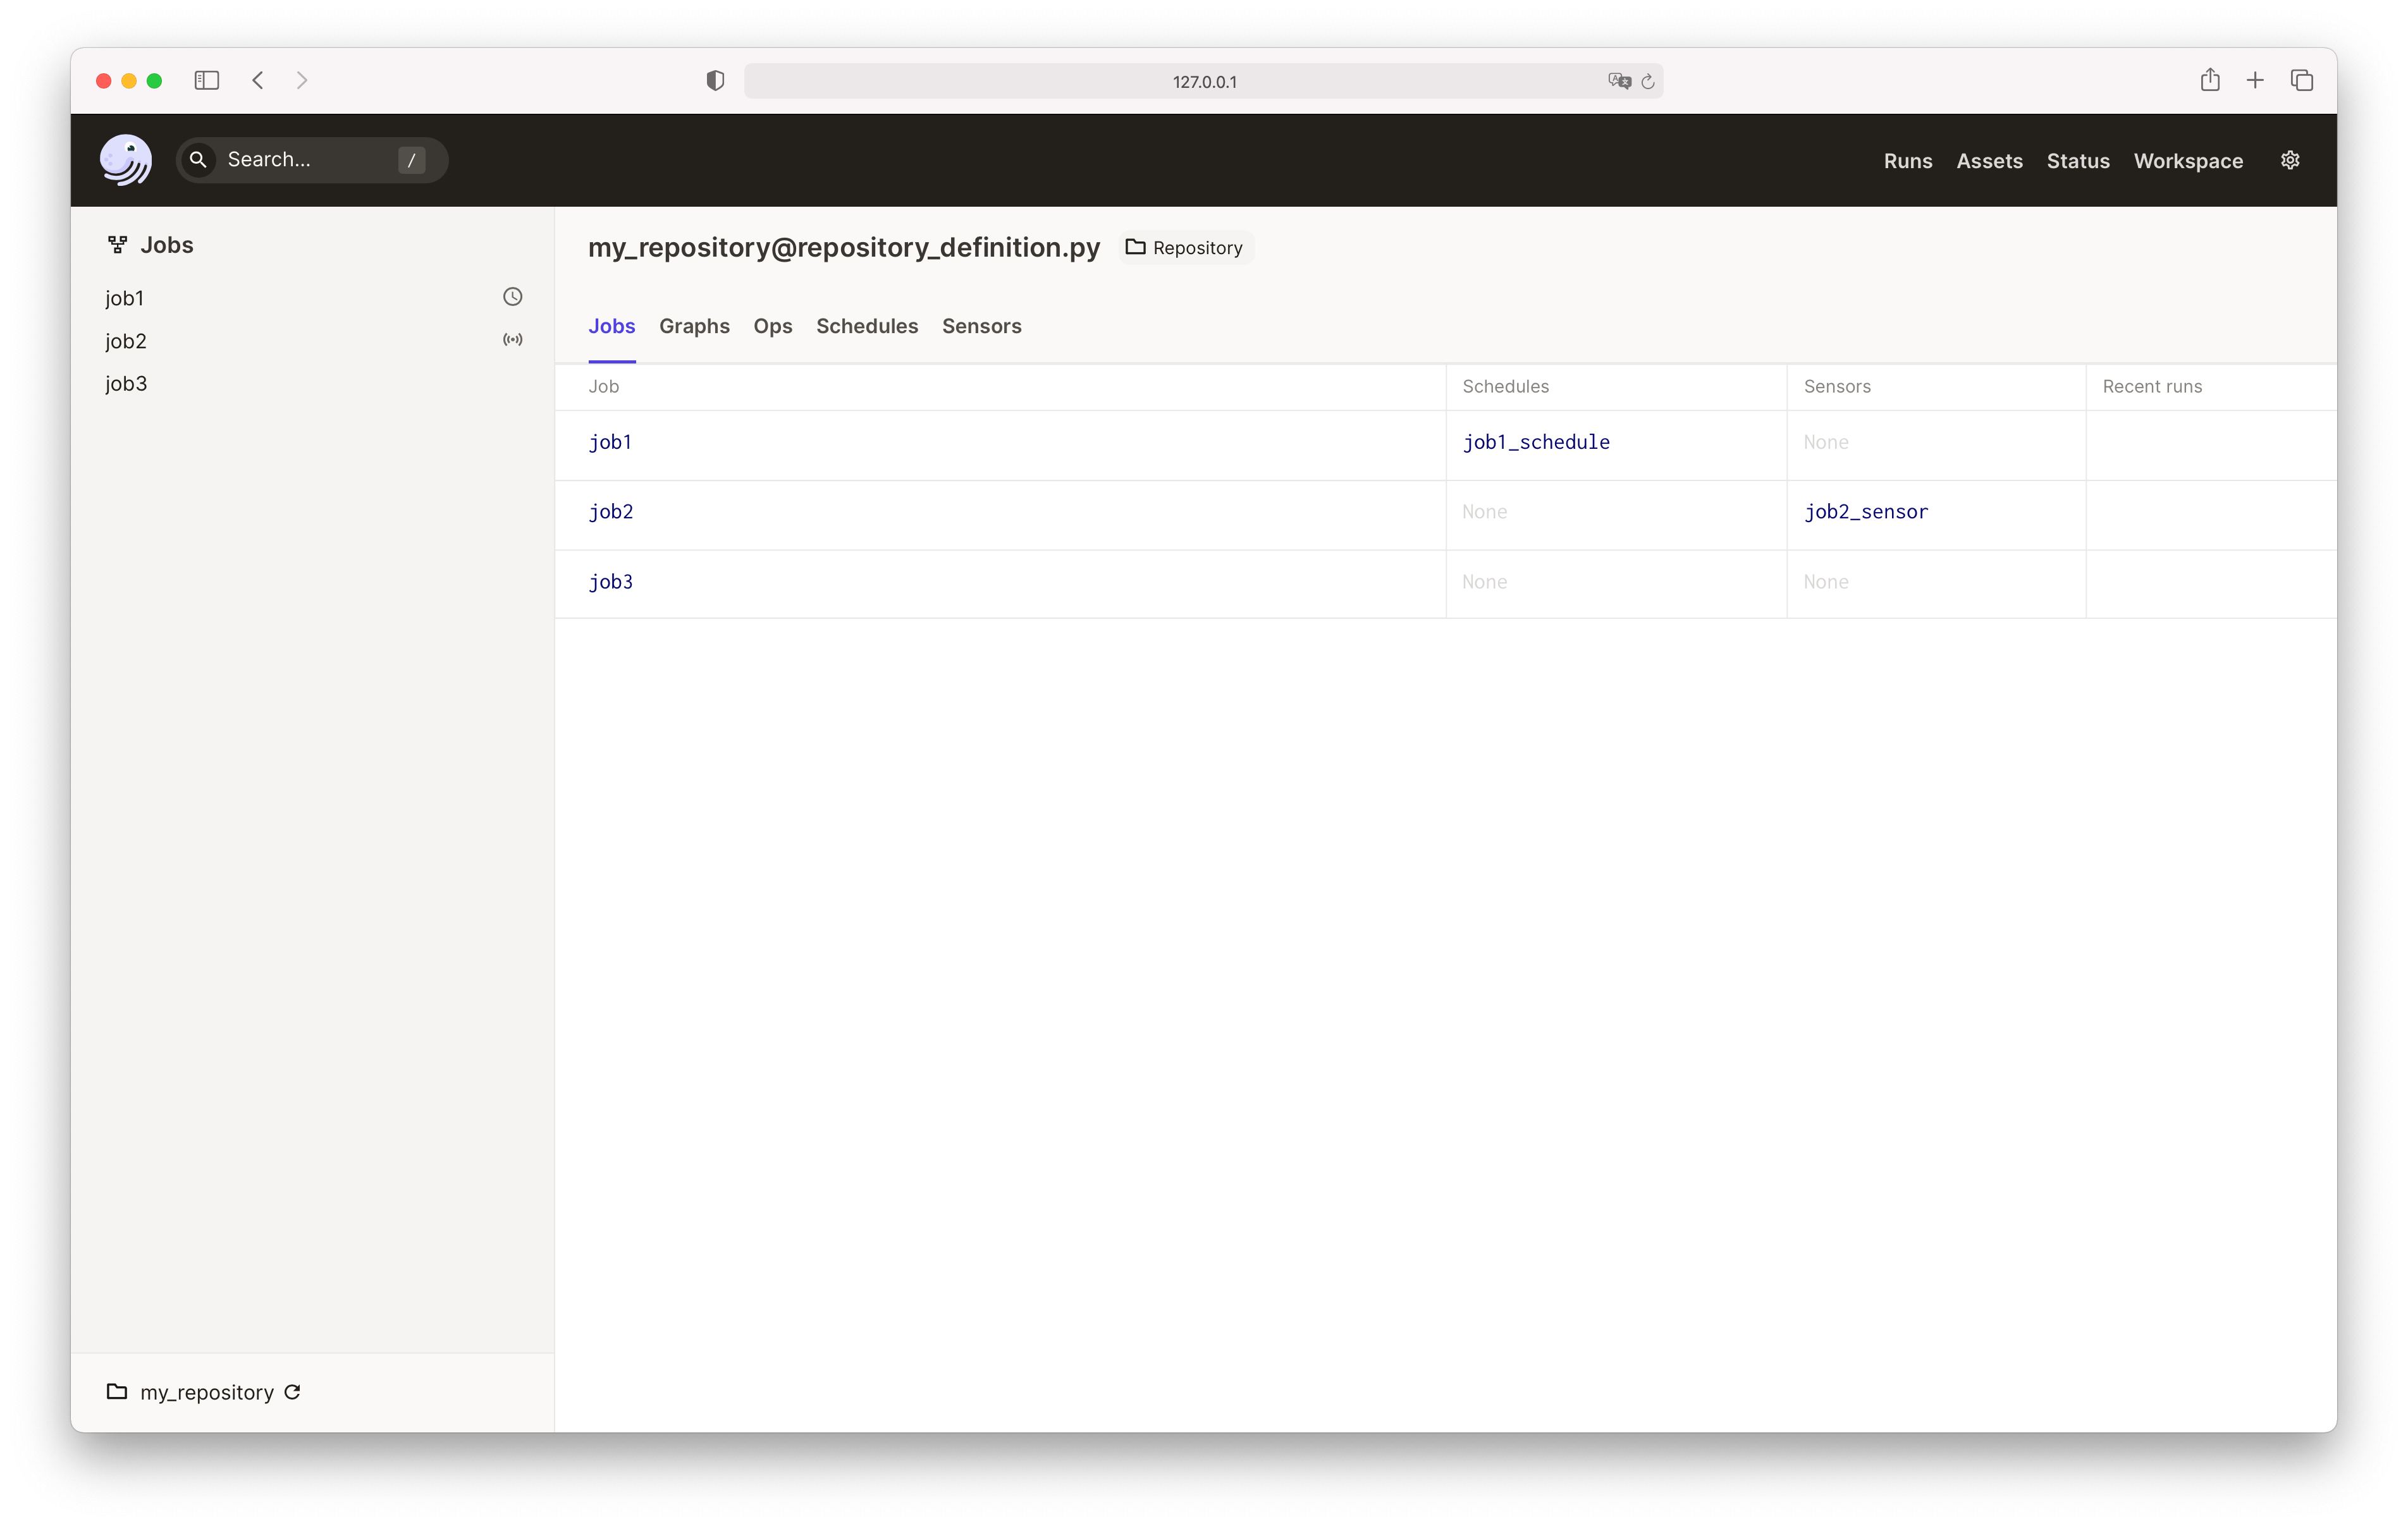 127.0.0.1
Search... /
Runs Assets Status Workspace
Jobs
job1
job2
job3
my_repository@repository_definition.py Repository
Jobs Graphs Ops Schedules Sensors
Job Schedules Sensors Recent runs
job1 job1_schedule None
job2 None job2_sensor
job3 None None
my_repository